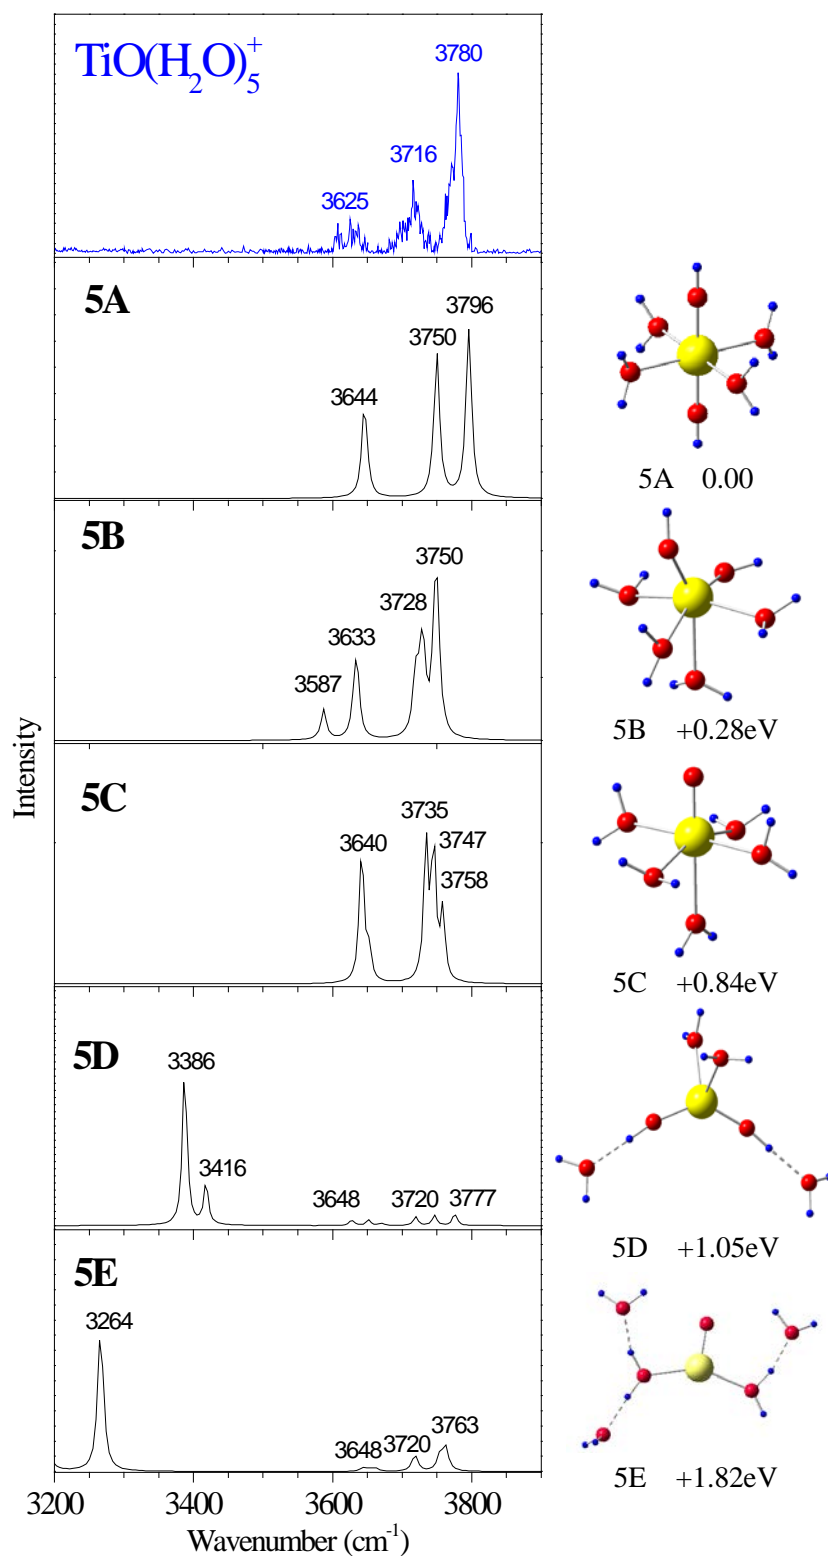 TiO(H₂O)₅⁺
3780
3716
3625
5A
3796
3750
3644
5A 0.00
5B
3750
3728
3633
3587
5B +0.28eV
Intensity
5C
3735
3747
3640
3758
5C +0.84eV
5D
3386
3416
3648
3720
3777
5D +1.05eV
5E
3264
3648
3720
3763
5E +1.82eV
3200
3400
3600
3800
Wavenumber (cm⁻¹)